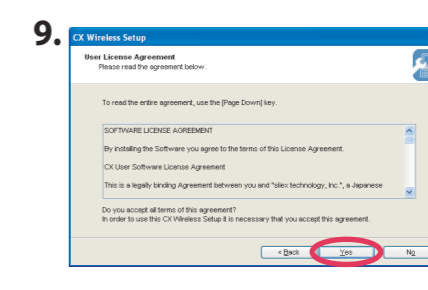 9.
CX Wireless Setup
User License Agreement
Please read the agreement below.
To read the entire agreement, use the [Page Down] key.
SOFTWARE LICENSE AGREEMENT
By installing the Software you agree to the terms of this License Agreement.
CX User Software License Agreement
This is a legally binding Agreement between you and "silex technology, Inc.", a Japanese
Do you accept all terms of this agreement?
In order to use this CX Wireless Setup it is necessary that you accept this agreement.
< Back Yes No